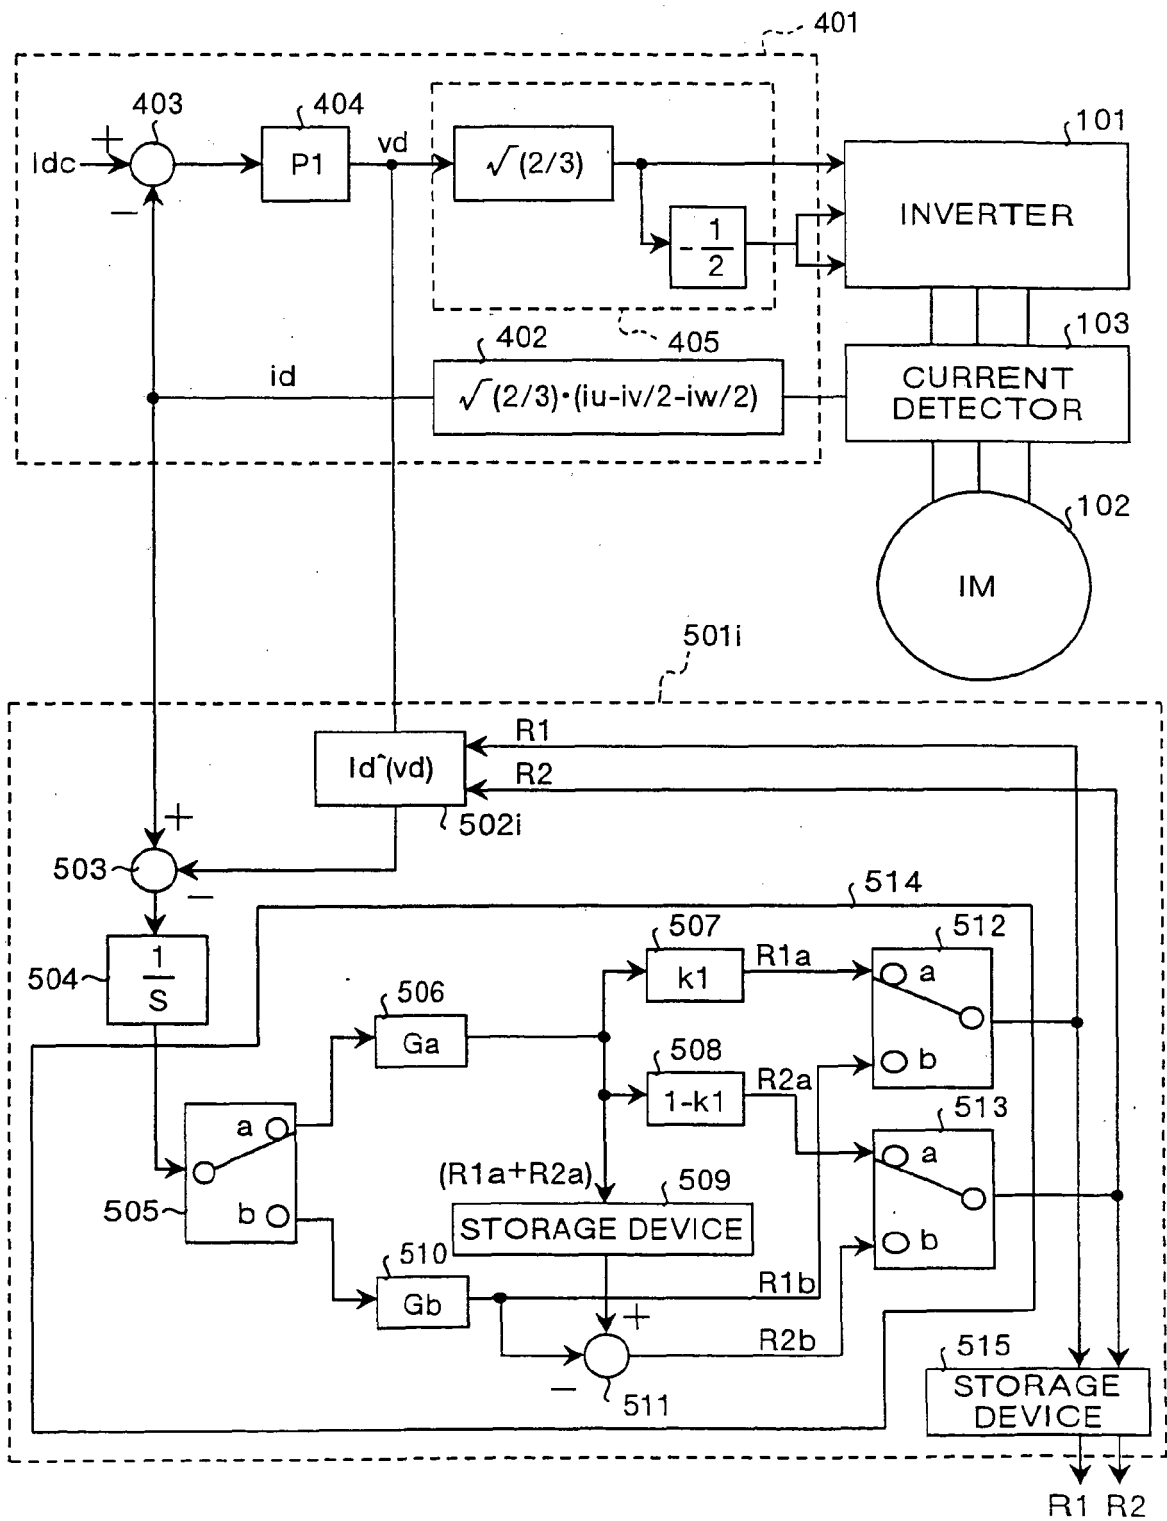 401
403
404
101
Idc
+
−
P1
vd
√(2/3)
- 1/2
INVERTER
405
402
id
√(2/3)・(iu-iv/2-iw/2)
103
CURRENT
DETECTOR
102
IM
501i
R1
R2
Id^(vd)
502i
+
−
503
514
504
1/S
507
k1
R1a
512
a
b
506
Ga
508
1-k1
R2a
513
a
b
505
a
b
(R1a+R2a)
509
STORAGE DEVICE
510
Gb
R1b
R2b
+
−
511
515
STORAGE
DEVICE
R1 R2